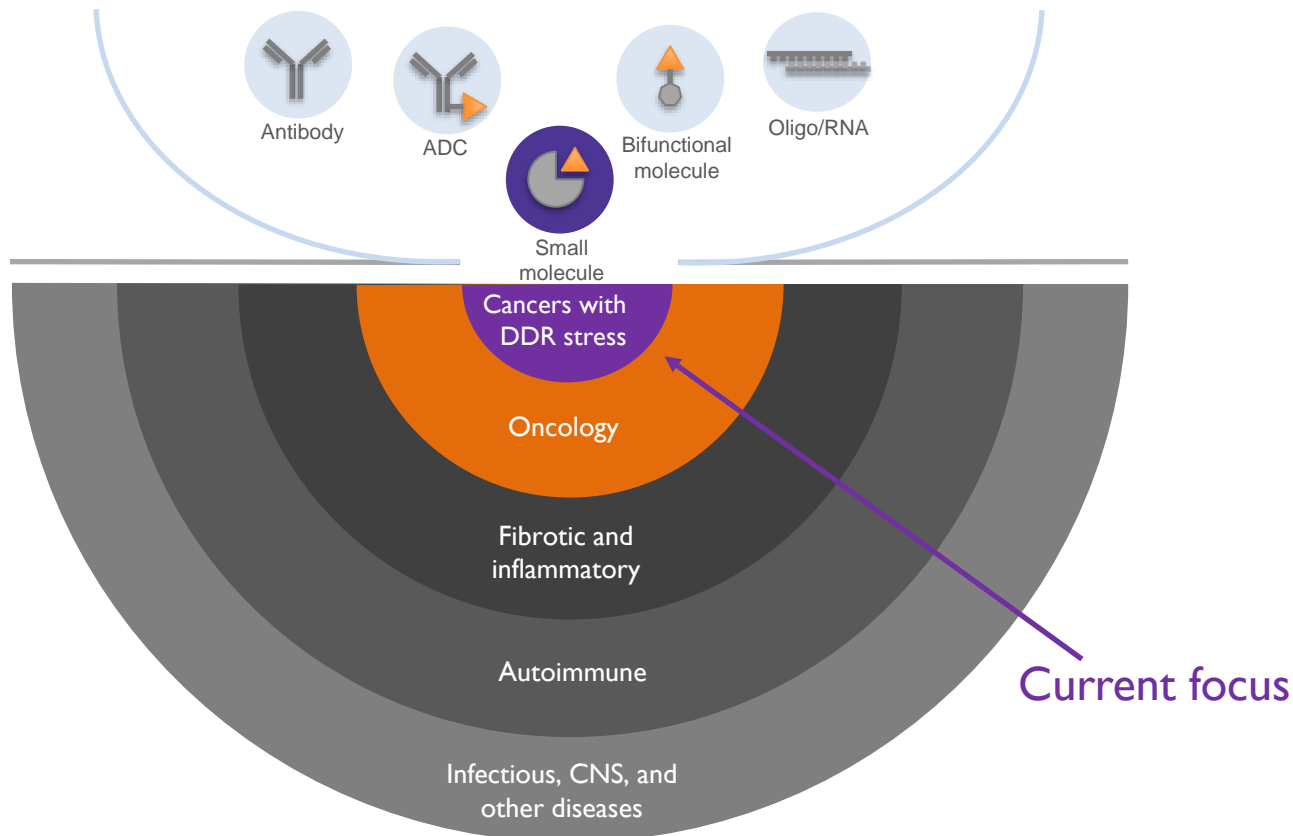 Antibody
ADC
Bifunctional
molecule
Oligo/RNA
Small
molecule
Cancers with
DDR stress
Oncology
Fibrotic and
inflammatory
Autoimmune
Current focus
Infectious, CNS, and
other diseases